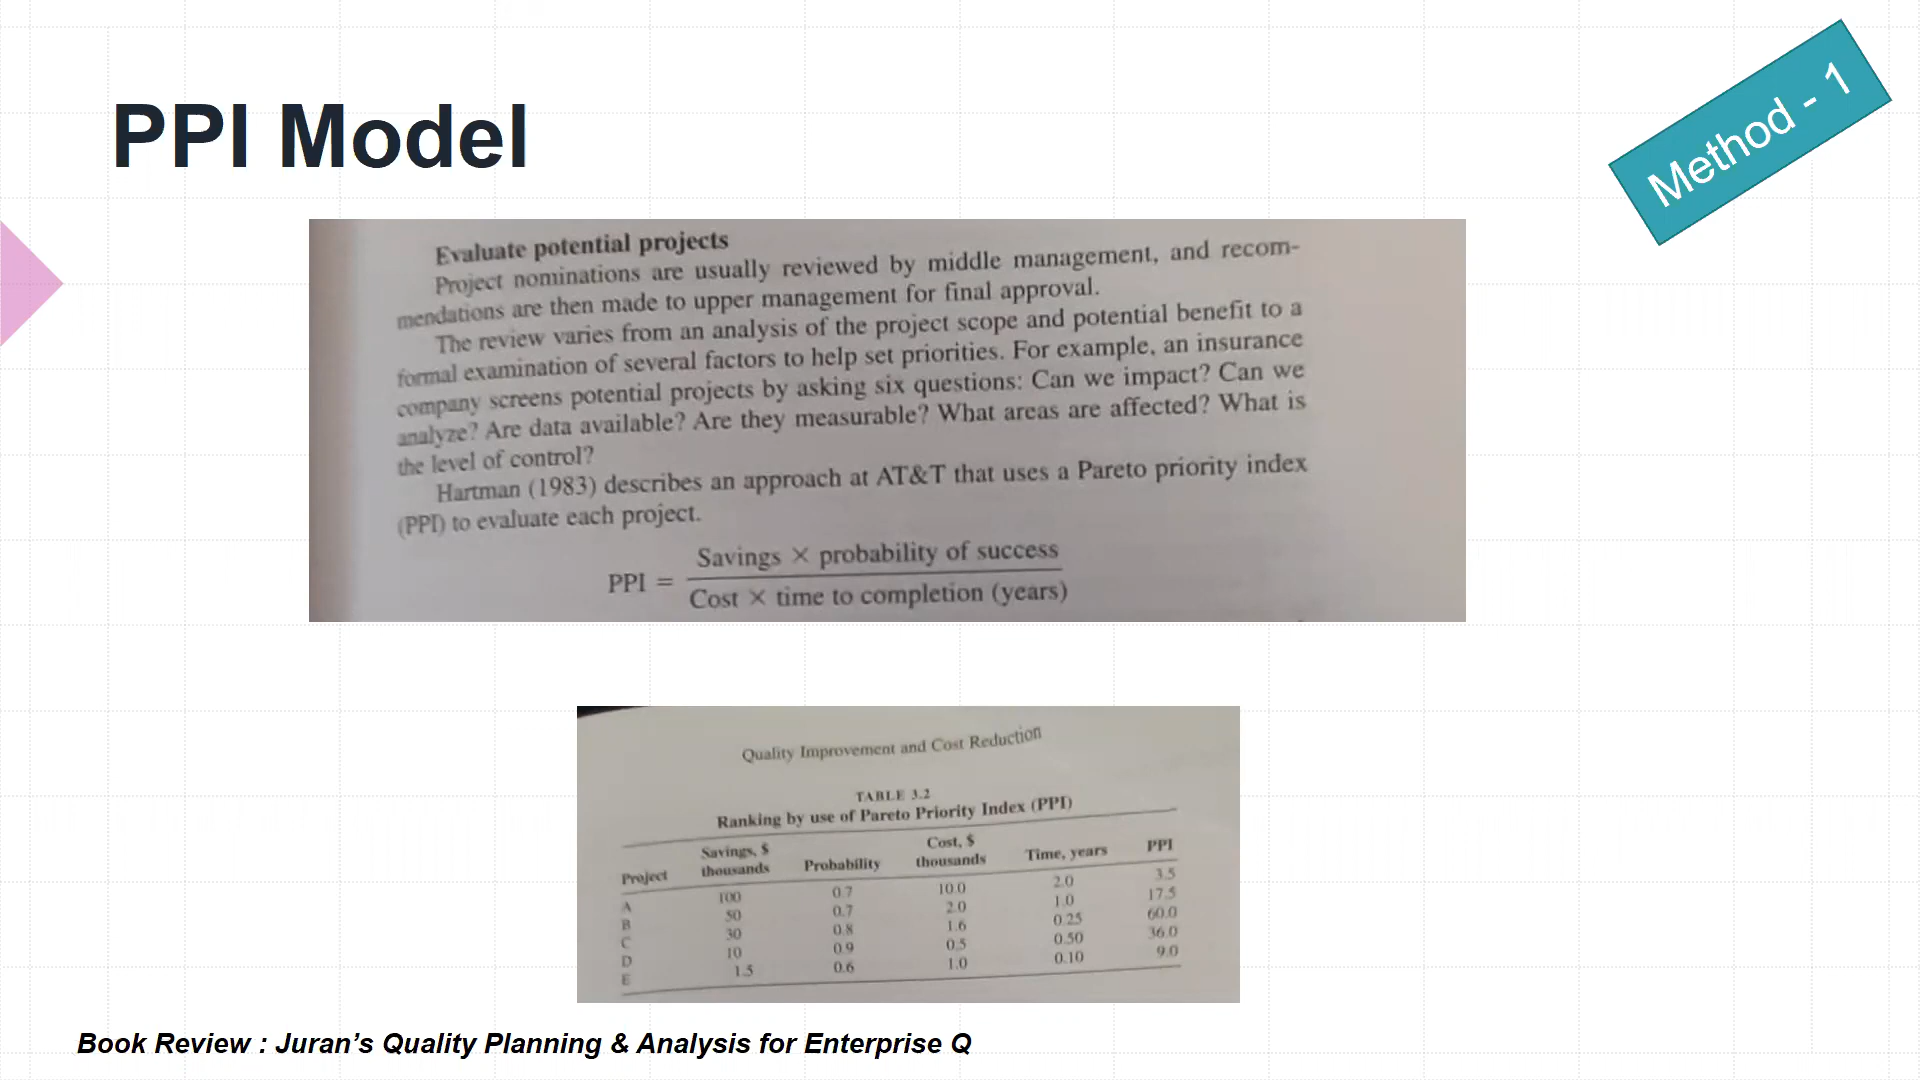 PPI Model
Method - 1
Evaluate potential projects
Project nominations are usually reviewed by middle management, and recom-
mendations are then made to upper management for final approval.
The review varies from an analysis of the project scope and potential benefit to a
formal examination of several factors to help set priorities. For example, an insurance
company screens potential projects by asking six questions: Can we impact? Can we
analyze? Are data available? Are they measurable? What areas are affected? What is
the level of control?
Hartman (1983) describes an approach at AT&T that uses a Pareto priority index
(PPI) to evaluate each project.
PPI = Savings × probability of success
Cost × time to completion (years)
Quality Improvement and Cost Reduction
TABLE 3.2
Ranking by use of Pareto Priority Index (PPI)
Project Savings, $ thousands Probability Cost, $ thousands Time, years PPI
A 100 0.7 10.0 2.0 3.5
B 50 0.7 2.0 1.0 17.5
C 30 0.8 1.6 0.25 60.0
D 10 0.9 0.5 0.50 36.0
E 1.5 0.6 1.0 0.10 9.0
Book Review : Juran’s Quality Planning & Analysis for Enterprise Q